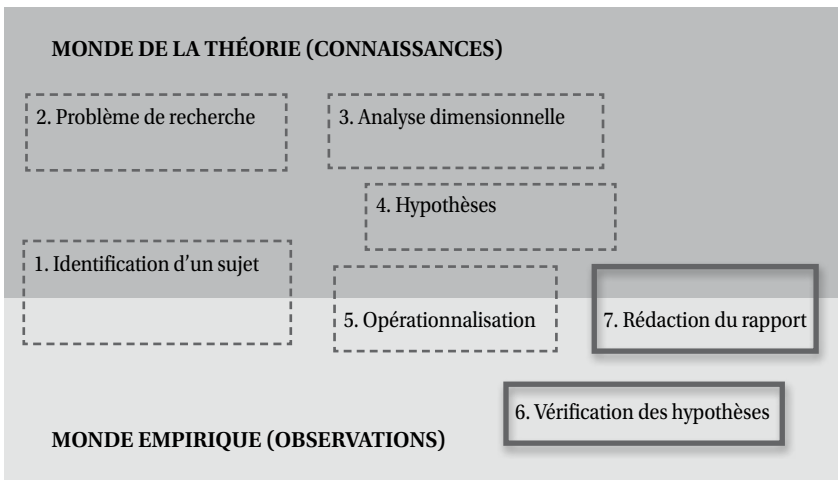 MONDE DE LA THÉORIE (CONNAISSANCES)
2. Problème de recherche
3. Analyse dimensionnelle
4. Hypothèses
1. Identification d'un sujet
5. Opérationnalisation
7. Rédaction du rapport
6. Vérification des hypothèses
MONDE EMPIRIQUE (OBSERVATIONS)